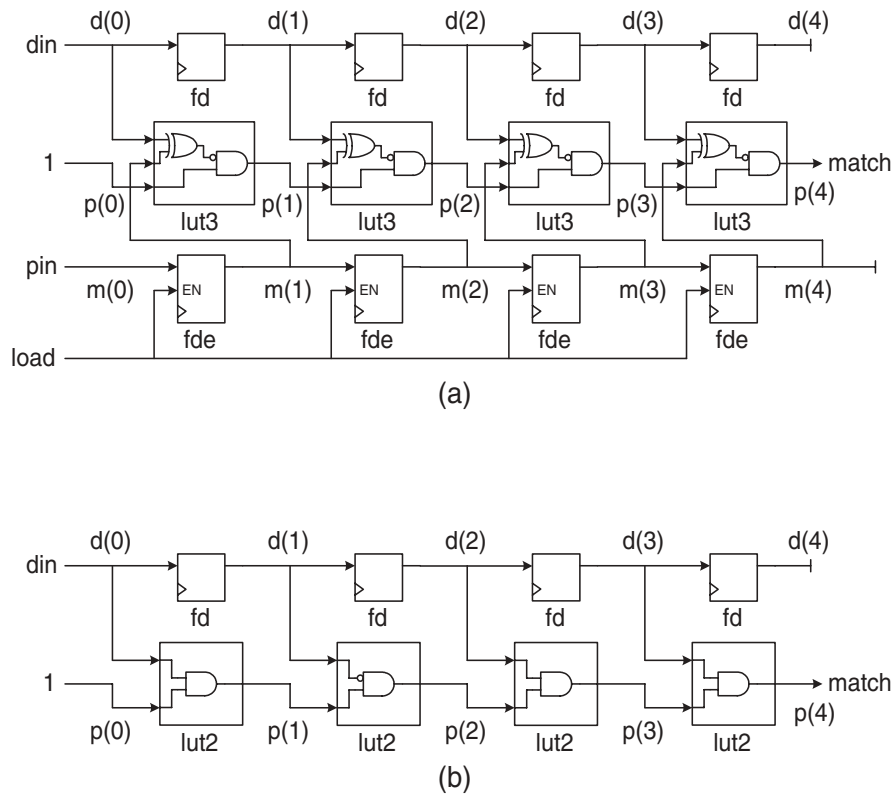 d(0) d(1) d(2) d(3) d(4)
din
fd fd fd fd
1 match
p(0) p(1) p(2) p(3) p(4)
lut3 lut3 lut3 lut3
pin
m(0) EN m(1) EN m(2) EN m(3) EN m(4)
fde fde fde fde
load
(a)
d(0) d(1) d(2) d(3) d(4)
din
fd fd fd fd
1 match
p(0) p(1) p(2) p(3) p(4)
lut2 lut2 lut2 lut2
(b)